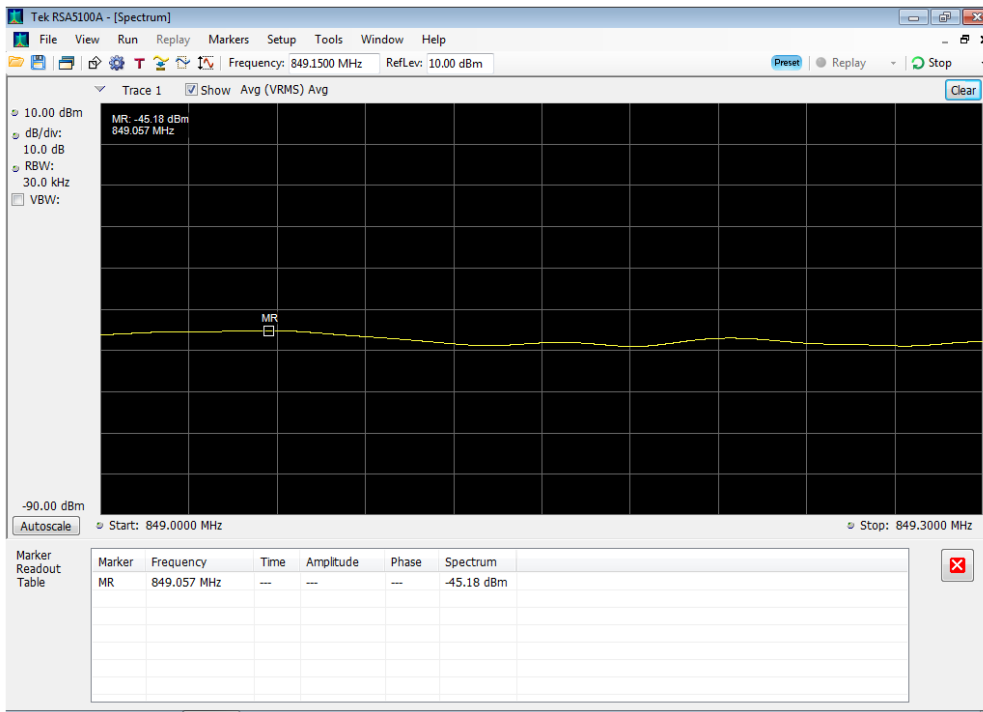 Tek RSA5100A - [Spectrum]
File View Run Replay Markers Setup Tools Window Help
T Frequency: 849.1500 MHz RefLev: 10.00 dBm Preset Replay Stop
Trace 1 Show Avg (VRMS) Avg Clear
10.00 dBm
dB/div:
10.0 dB
RBW:
30.0 kHz
VBW:
MR: -45.18 dBm
849.057 MHz
MR
-90.00 dBm
Autoscale Start: 849.0000 MHz Stop: 849.3000 MHz
Marker
Readout
Table
Marker Frequency Time Amplitude Phase Spectrum
MR 849.057 MHz --- --- --- -45.18 dBm